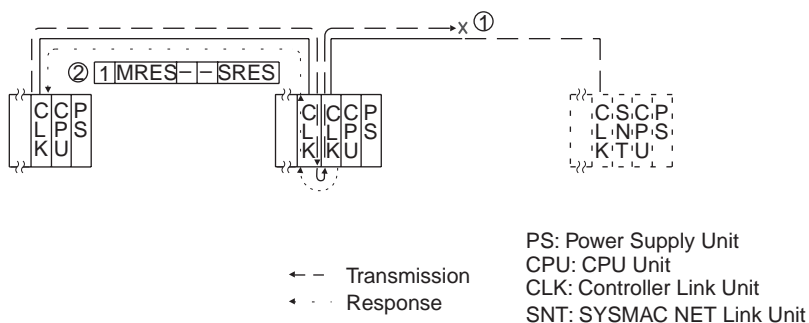 x ①
② 1 MRES – – SRES
C C P
L P S
K U
C C C P
L L P S
K K U
C S C P
L N P S
K T U
PS: Power Supply Unit
CPU: CPU Unit
Transmission
CLK: Controller Link Unit
Response
SNT: SYSMAC NET Link Unit